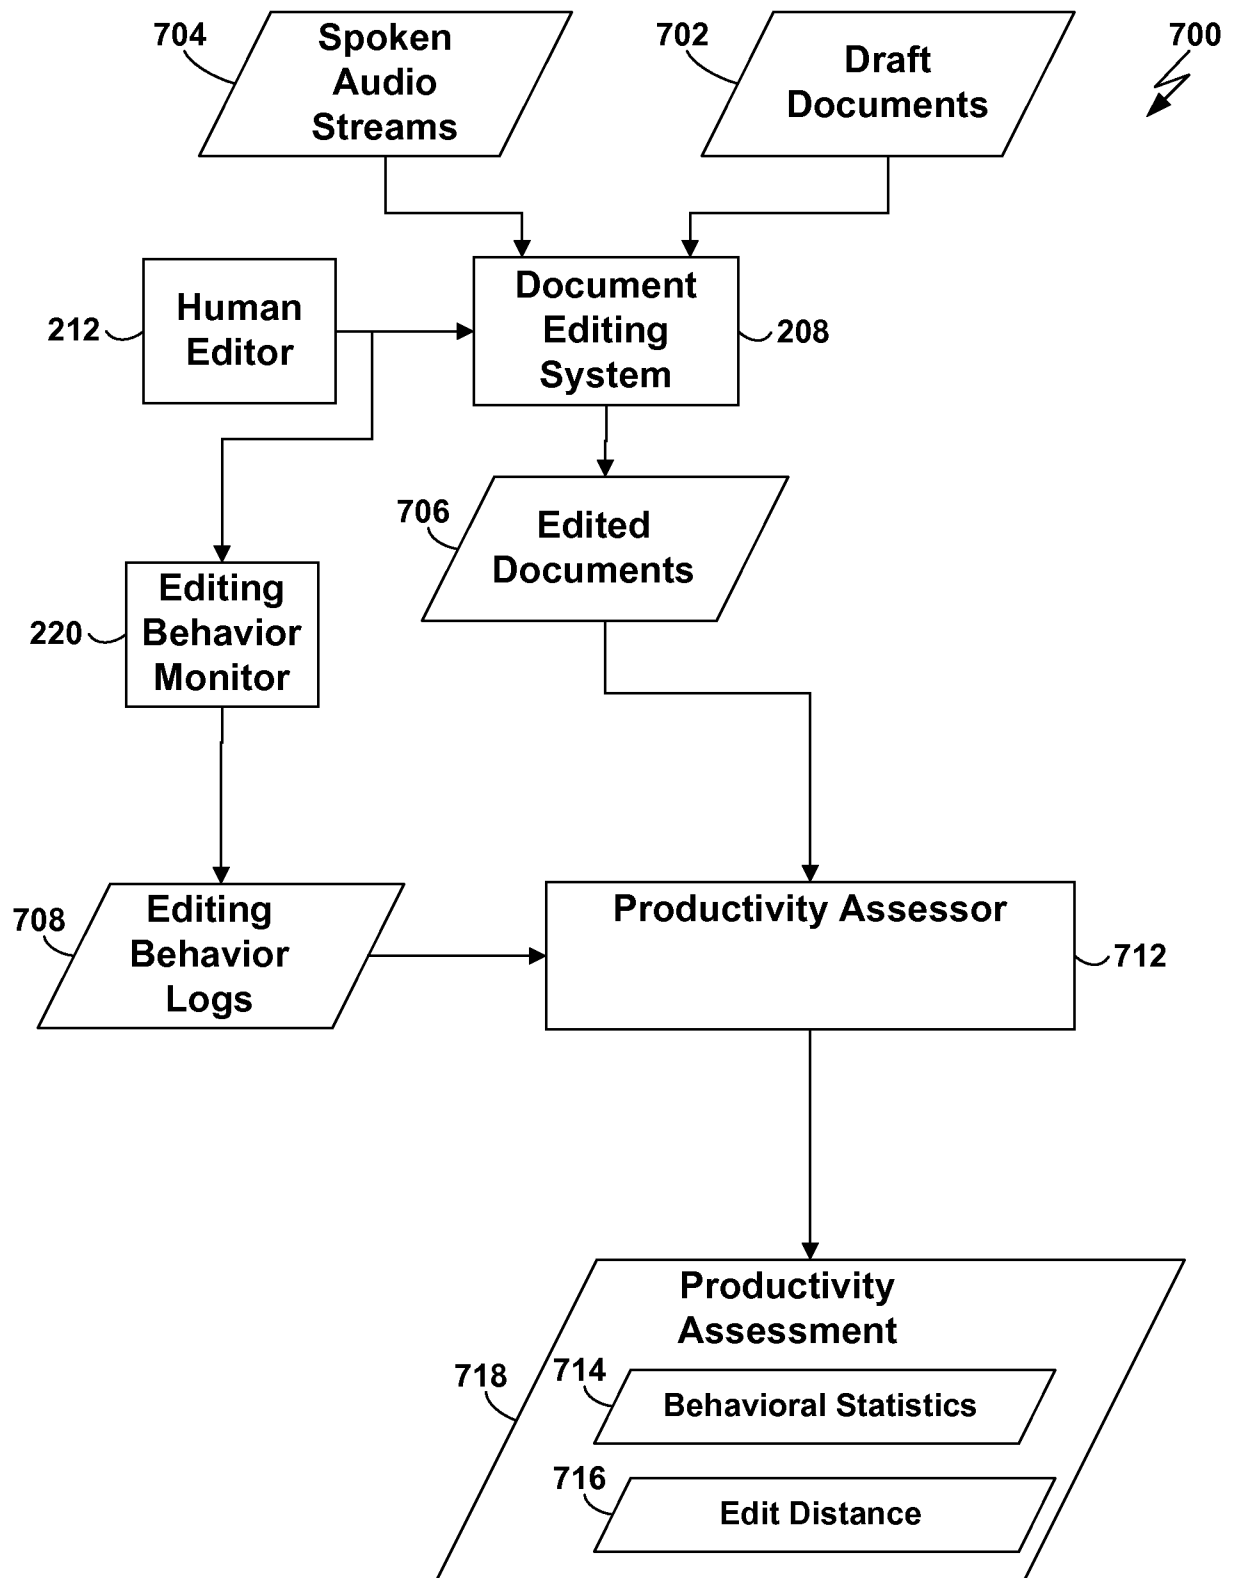 704
Spoken
Audio
Streams
702
Draft
Documents
700
212
Human
Editor
Document
Editing
System
208
706
Edited
Documents
220
Editing
Behavior
Monitor
708
Editing
Behavior
Logs
Productivity Assessor
712
Productivity
Assessment
718
714
Behavioral Statistics
716
Edit Distance